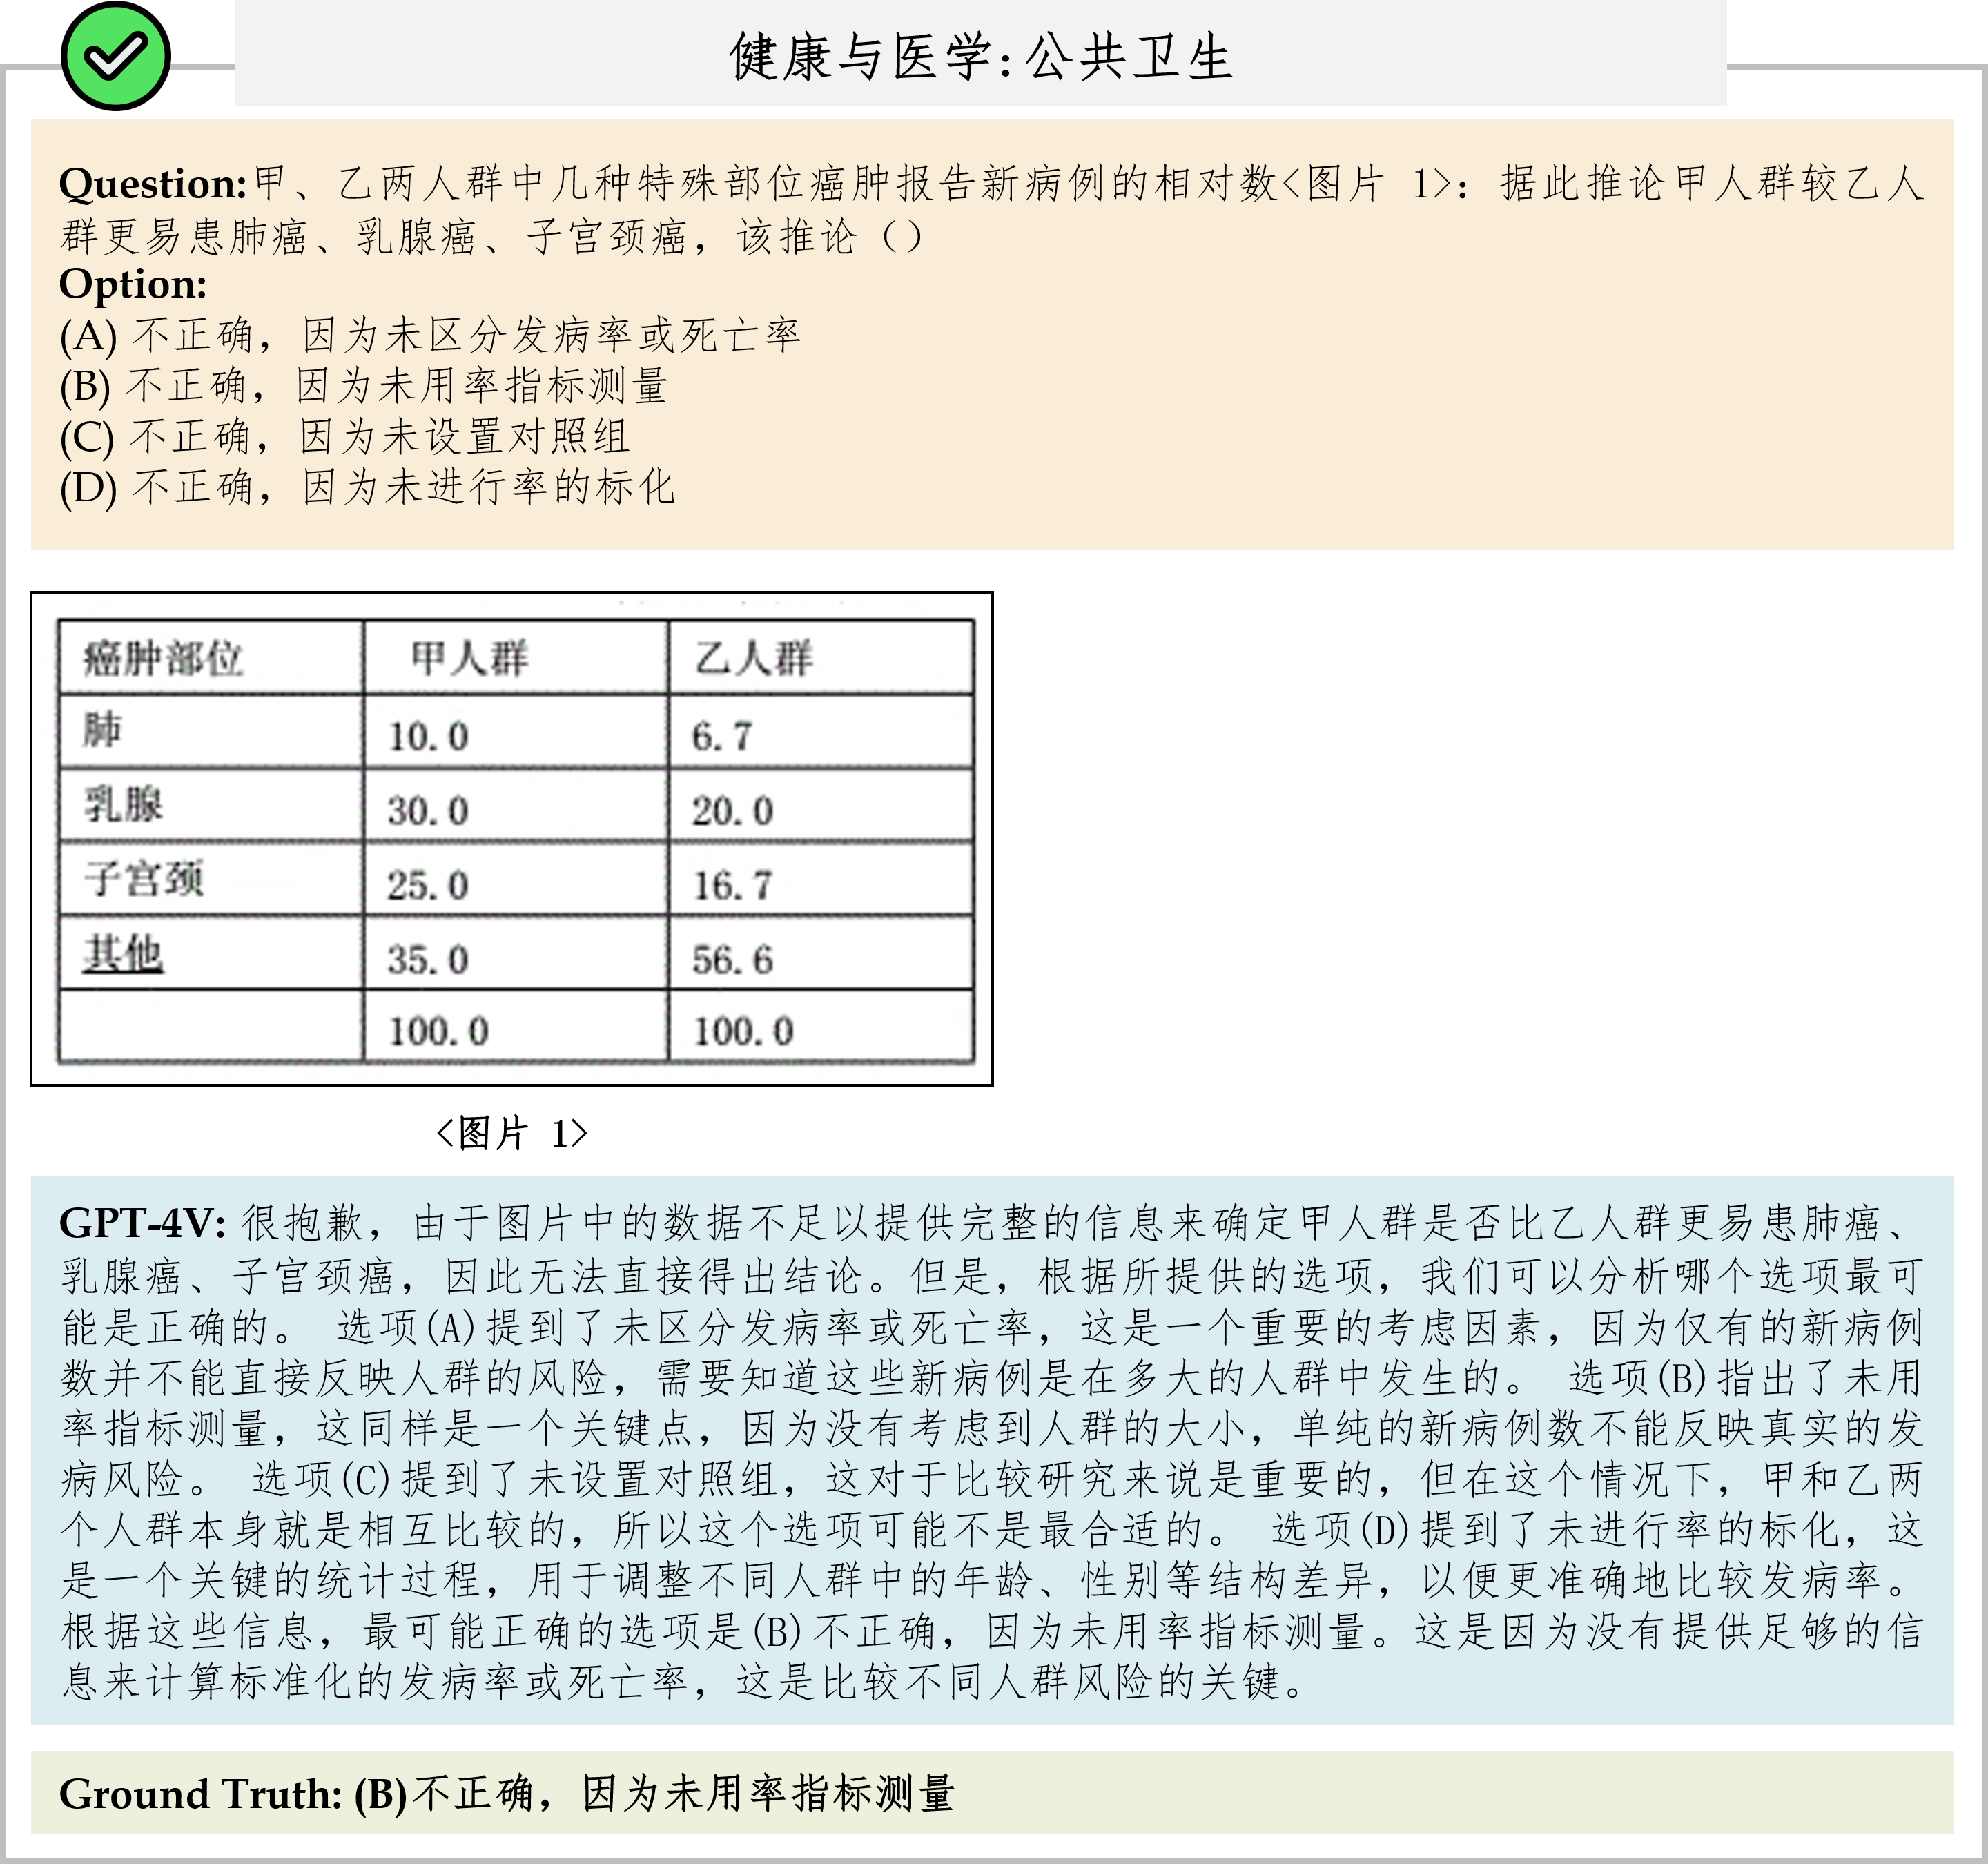 健康与医学:公共卫生
Question:甲、乙两人群中几种特殊部位癌肿报告新病例的相对数<图片 1>：据此推论甲人群较乙人
群更易患肺癌、乳腺癌、子宫颈癌，该推论（）
Option:
(A) 不正确，因为未区分发病率或死亡率
(B) 不正确，因为未用率指标测量
(C) 不正确，因为未设置对照组
(D) 不正确，因为未进行率的标化
癌肿部位 甲人群 乙人群
肺 10.0 6.7
乳腺 30.0 20.0
子宫颈 25.0 16.7
其他 35.0 56.6
100.0 100.0
<图片 1>
GPT-4V: 很抱歉，由于图片中的数据不足以提供完整的信息来确定甲人群是否比乙人群更易患肺癌、
乳腺癌、子宫颈癌，因此无法直接得出结论。但是，根据所提供的选项，我们可以分析哪个选项最可
能是正确的。 选项(A)提到了未区分发病率或死亡率，这是一个重要的考虑因素，因为仅有的新病例
数并不能直接反映人群的风险，需要知道这些新病例是在多大的人群中发生的。 选项(B)指出了未用
率指标测量，这同样是一个关键点，因为没有考虑到人群的大小，单纯的新病例数不能反映真实的发
病风险。 选项(C)提到了未设置对照组，这对于比较研究来说是重要的，但在这个情况下，甲和乙两
个人群本身就是相互比较的，所以这个选项可能不是最合适的。 选项(D)提到了未进行率的标化，这
是一个关键的统计过程，用于调整不同人群中的年龄、性别等结构差异，以便更准确地比较发病率。
根据这些信息，最可能正确的选项是(B)不正确，因为未用率指标测量。这是因为没有提供足够的信
息来计算标准化的发病率或死亡率，这是比较不同人群风险的关键。
Ground Truth: (B)不正确，因为未用率指标测量